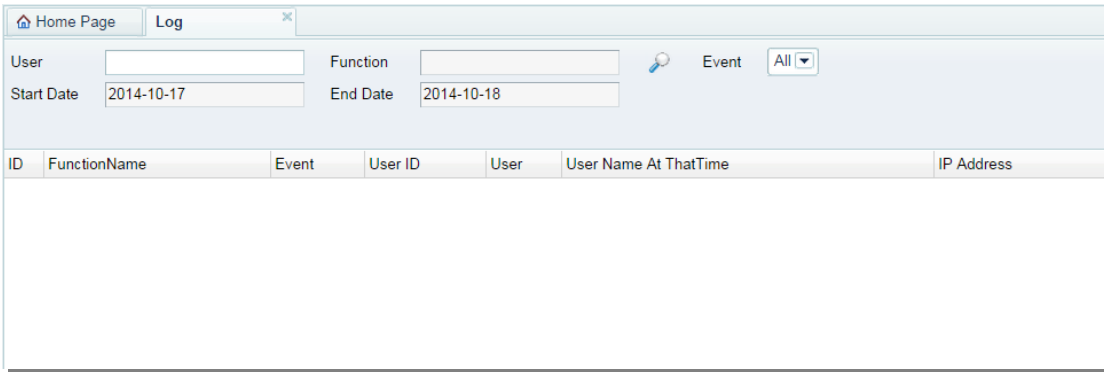 Home Page Log
User Function Event All
Start Date 2014-10-17 End Date 2014-10-18
ID FunctionName Event User ID User User Name At ThatTime IP Address